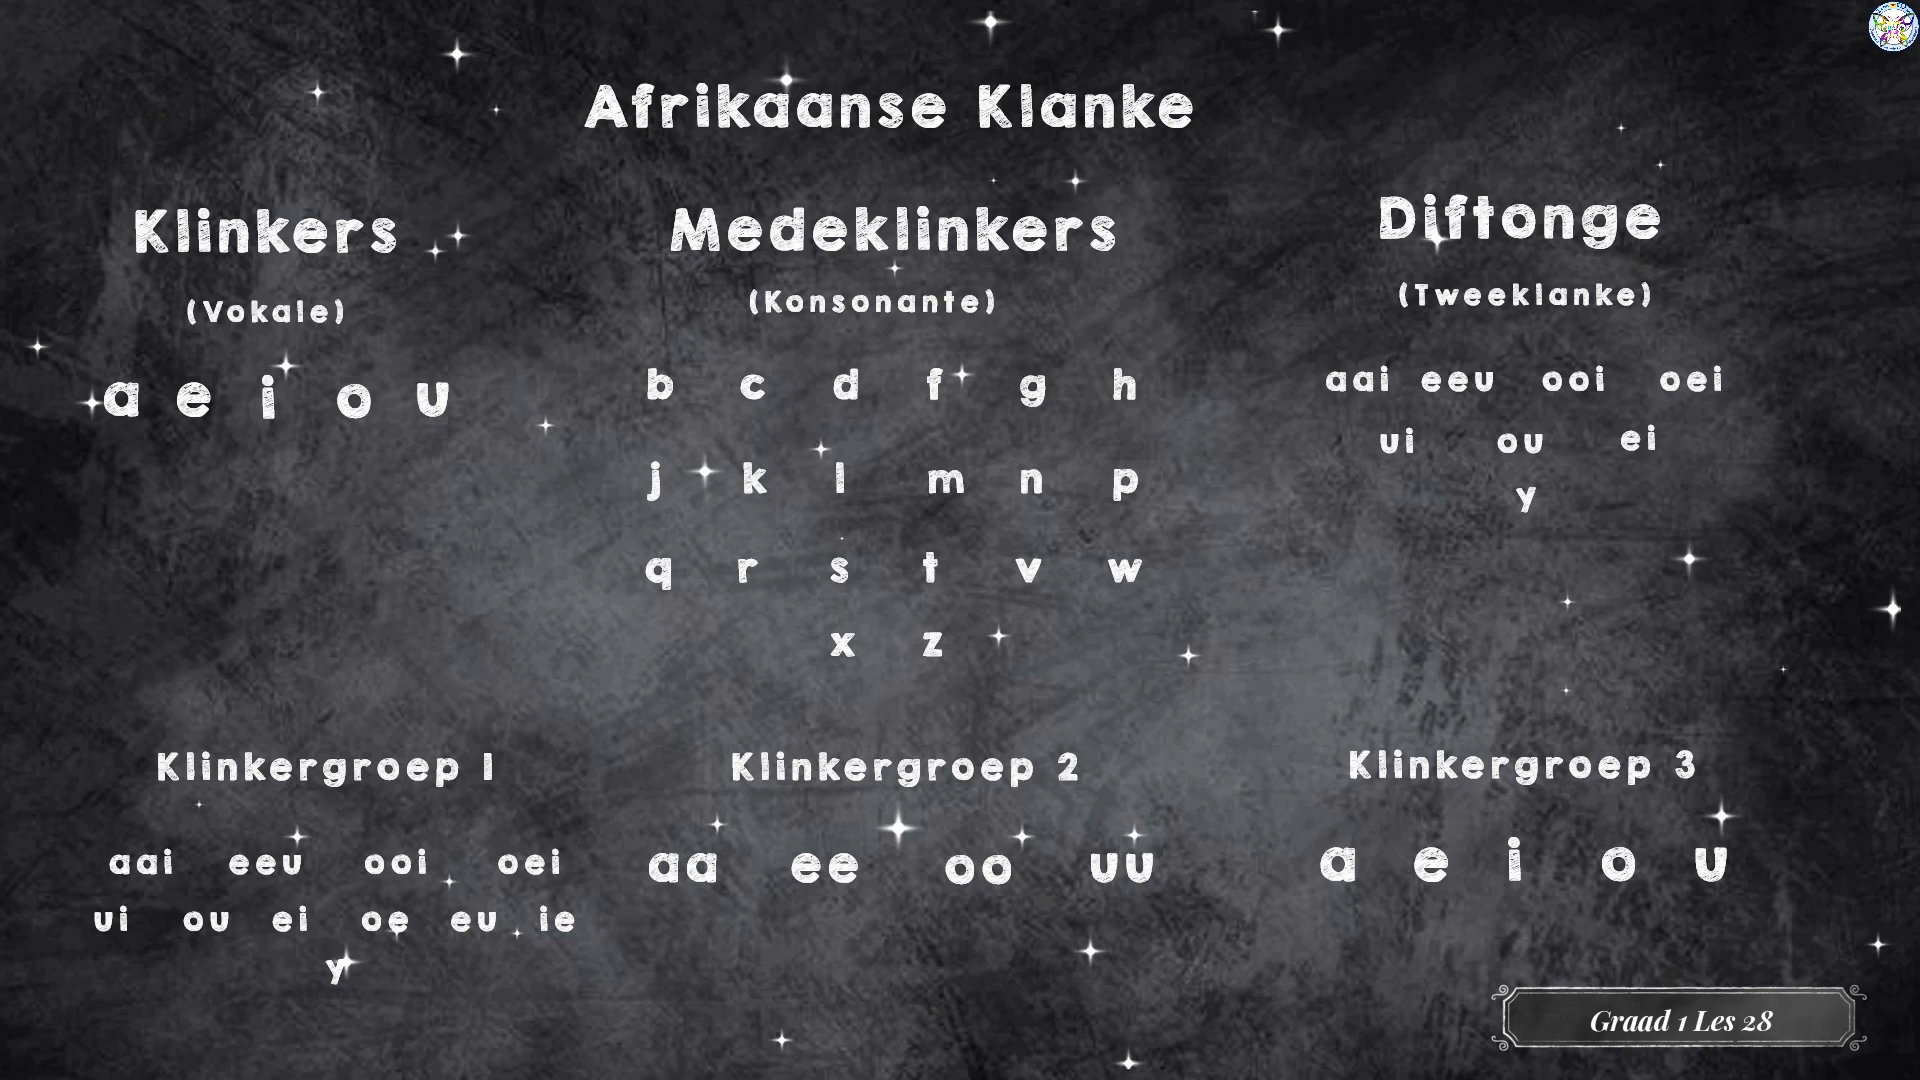 Afrikaanse Klanke
Klinkers
(Vokale)
a e i o u
Medeklinkers
(Konsonante)
b c d f g h
j k l m n p
q r s t v w
x z
Diftonge
(Tweeklanke)
aai eeu ooi oei
ui ou ei
y
Klinkergroep 1
aai eeu ooi oei
ui ou ei oe eu ie
y
Klinkergroep 2
aa ee oo uu
Klinkergroep 3
a e i o u
Graad 1 Les 28